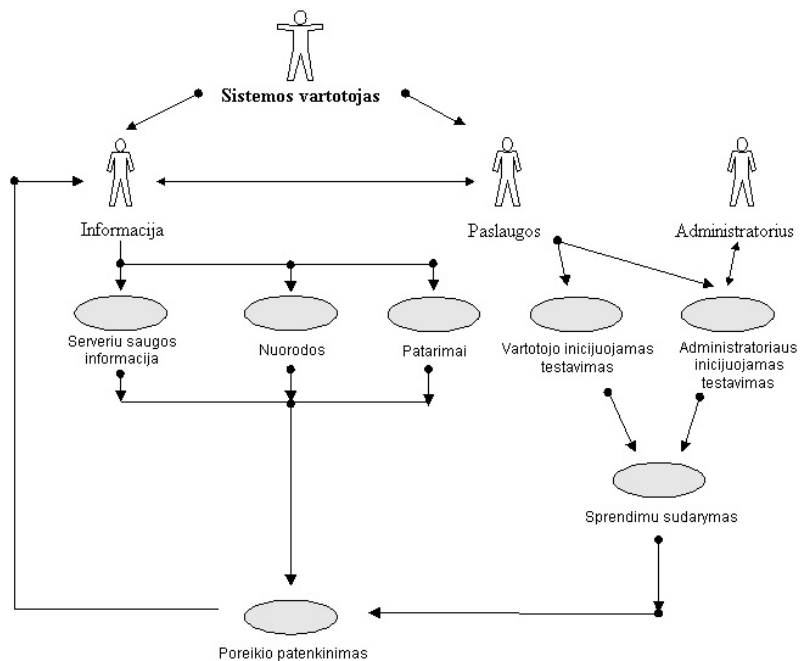 Sistemos vartotojas
Informacija
Paslaugos
Administratorius
Serveriu saugos
informacija
Nuorodos
Patarimai
Vartotojo inicijuojamas
testavimas
Administratoriaus
inicijuojamas
testavimas
Sprendimu sudarymas
Poreikio patenkinimas